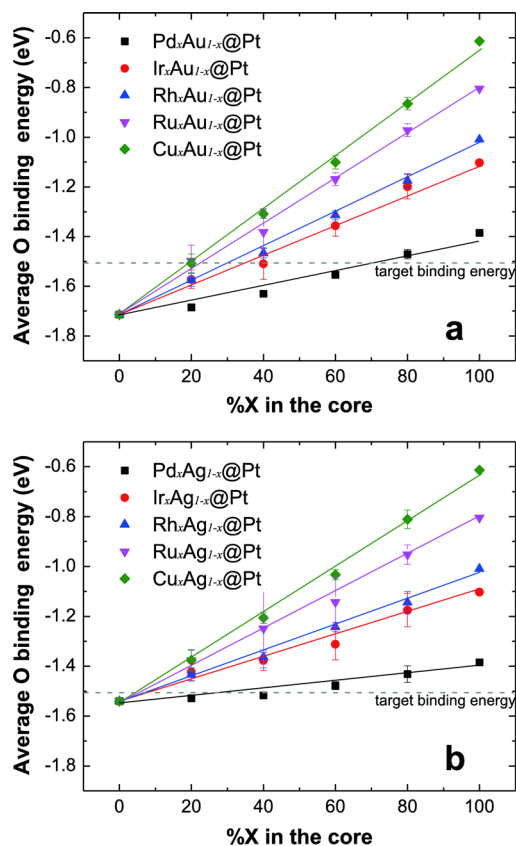 -0.6
PdxAu1-x@Pt
IrxAu1-x@Pt
-0.8
RhxAu1-x@Pt
RuxAu1-x@Pt
-1.0
CuxAu1-x@Pt
-1.2
-1.4
target binding energy
-1.6
a
-1.8
0 20 40 60 80 100
%X in the core
Average O binding energy (eV)
-0.6
PdxAg1-x@Pt
IrxAg1-x@Pt
-0.8
RhxAg1-x@Pt
RuxAg1-x@Pt
-1.0
CuxAg1-x@Pt
-1.2
-1.4
target binding energy
-1.6
b
-1.8
0 20 40 60 80 100
%X in the core
Average O binding energy (eV)